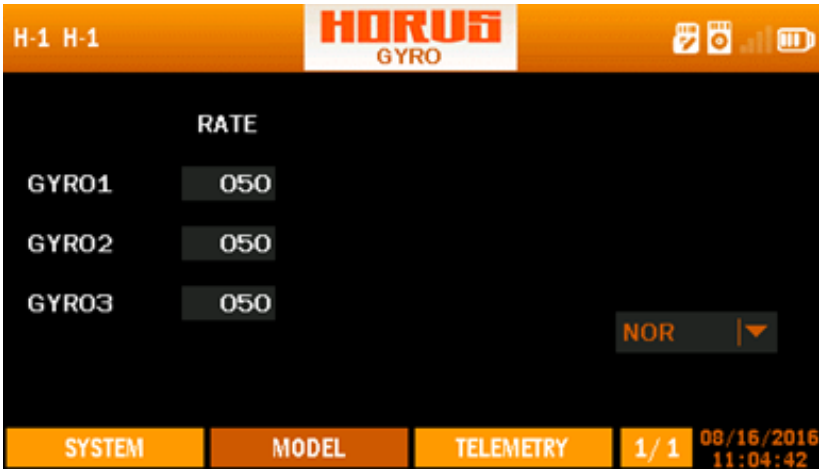 H-1 H-1
HORUS
GYRO
RATE
GYRO1 050
GYRO2 050
GYRO3 050
NOR
SYSTEM MODEL TELEMETRY 1/1 08/16/2016
11:04:42